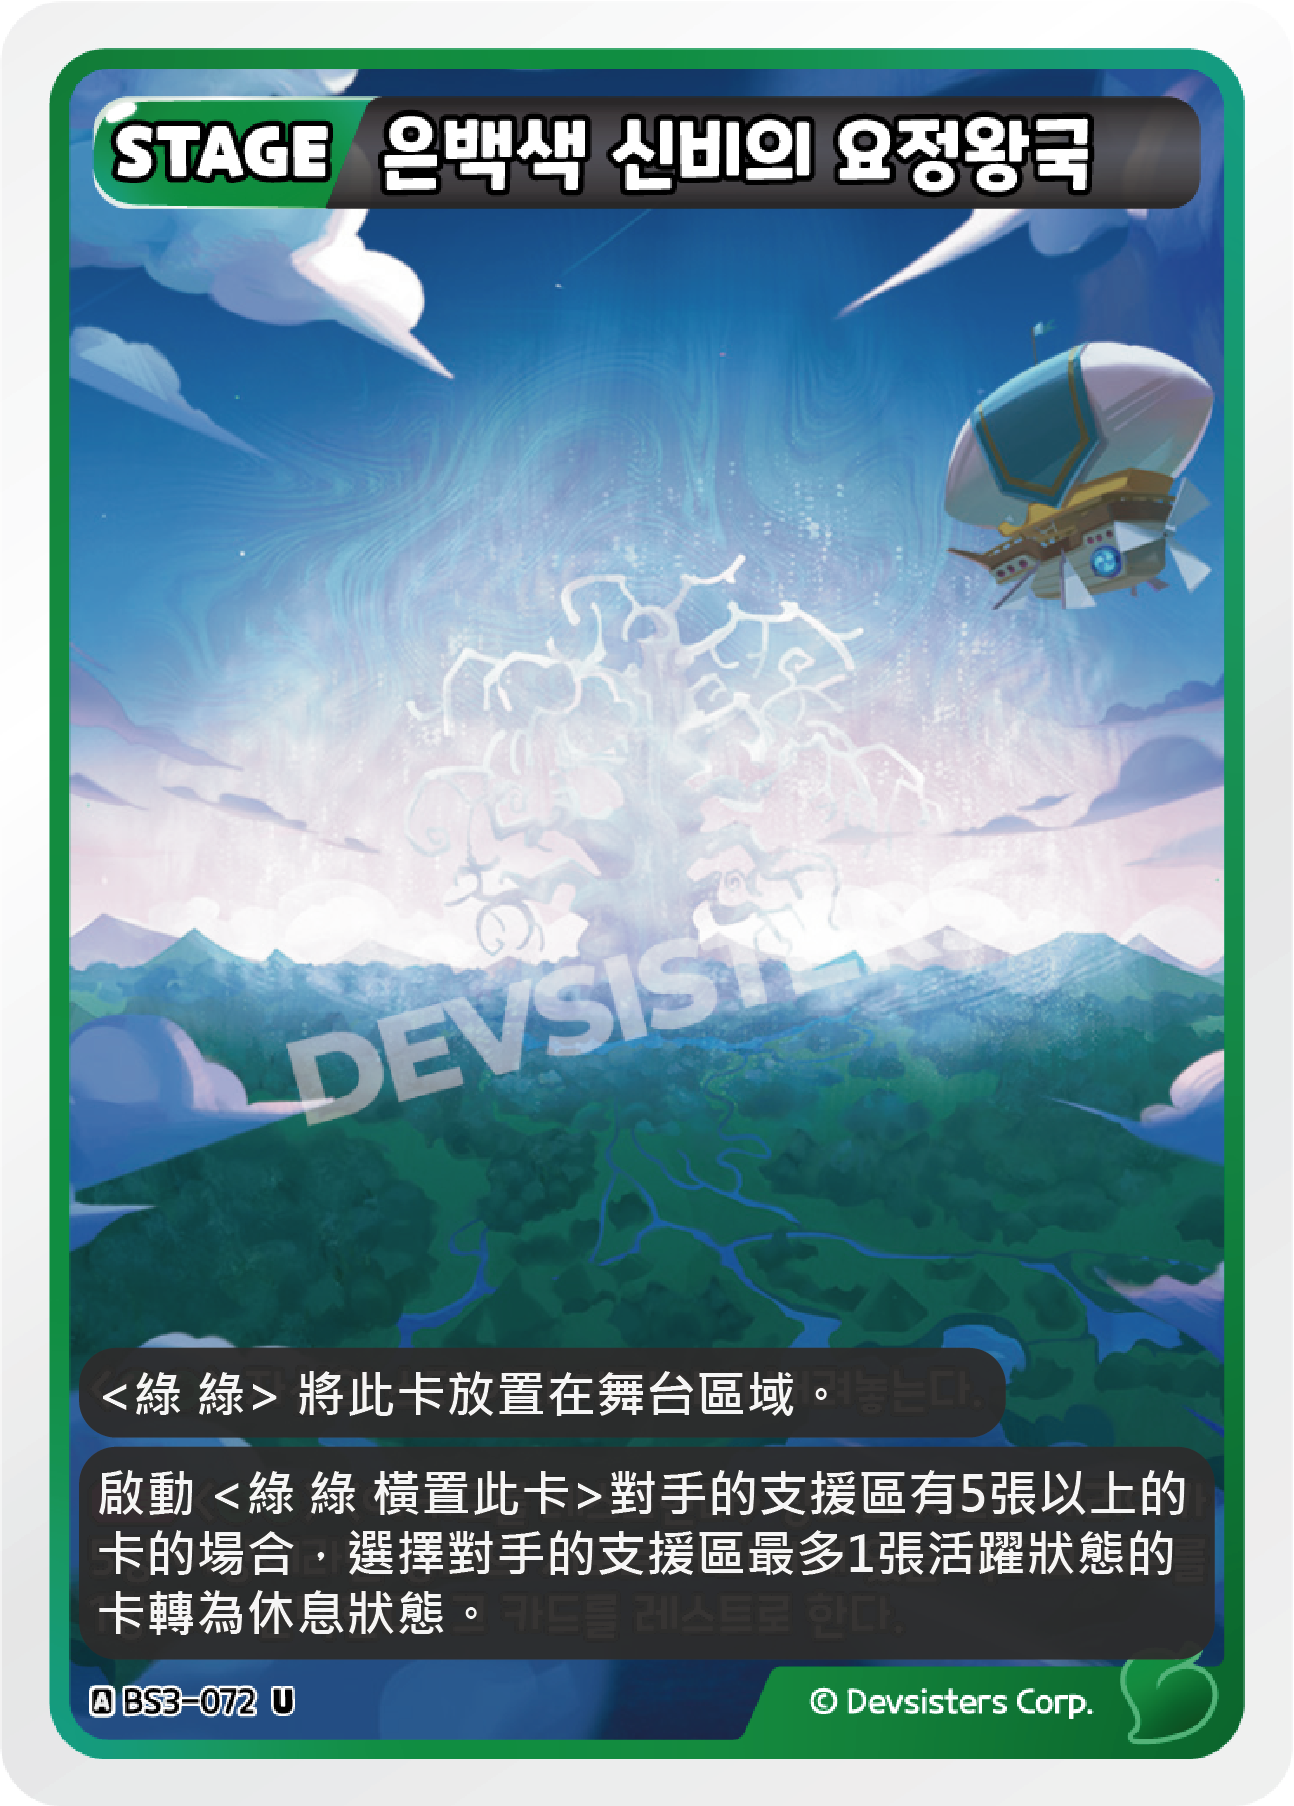 STAGE 은백색 신비의 요정왕국
DEVSISTERS
<綠 綠> 將此卡放置在舞台區域。
啟動 <綠 綠 橫置此卡>對手的支援區有5張以上的
卡的場合，選擇對手的支援區最多1張活躍狀態的
卡轉為休息狀態。
A BS3-072 U
© Devsisters Corp.